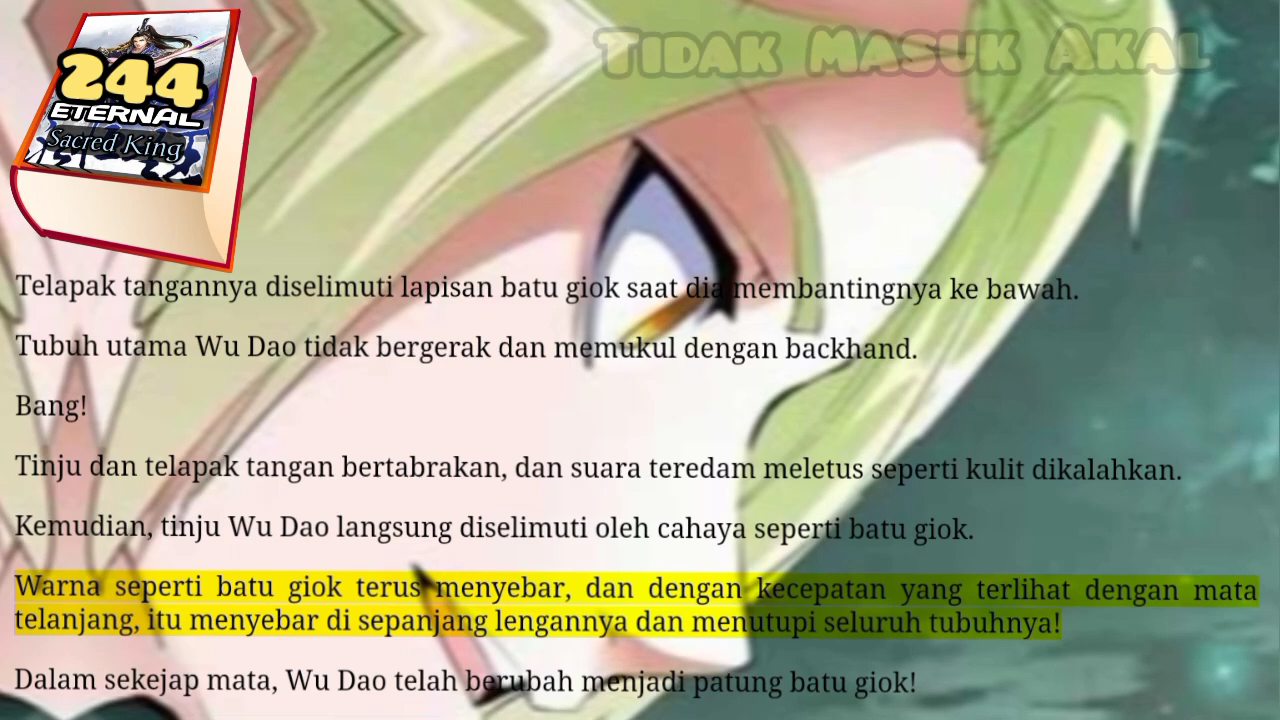 Tidak Masuk Akal
244
ETERNAL
Sacred King
Telapak tangannya diselimuti lapisan batu giok saat dia membantingnya ke bawah.
Tubuh utama Wu Dao tidak bergerak dan memukul dengan backhand.
Bang!
Tinju dan telapak tangan bertabrakan, dan suara teredam meletus seperti kulit dikalahkan.
Kemudian, tinju Wu Dao langsung diselimuti oleh cahaya seperti batu giok.
Warna seperti batu giok terus menyebar, dan dengan kecepatan yang terlihat dengan mata
telanjang, itu menyebar di sepanjang lengannya dan menutupi seluruh tubuhnya!
Dalam sekejap mata, Wu Dao telah berubah menjadi patung batu giok!